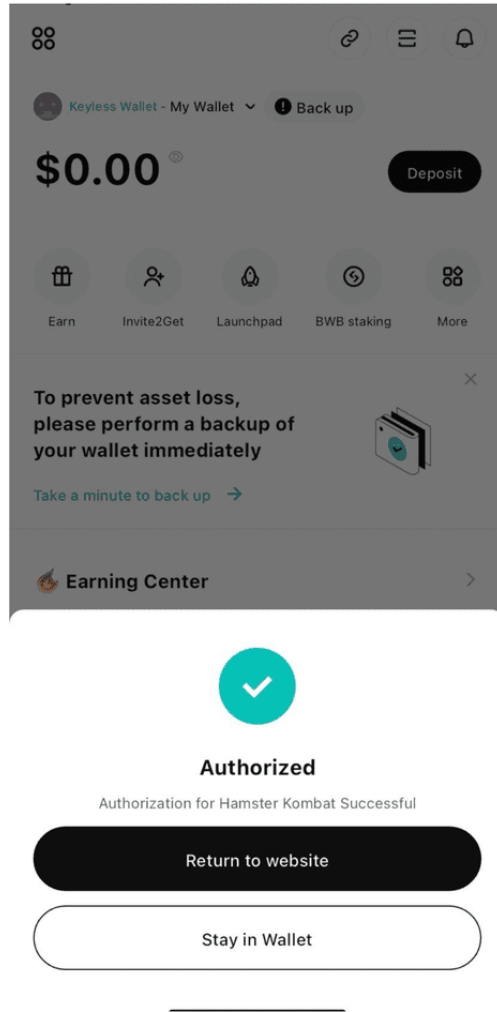 Keyless Wallet - My Wallet
Back up
$0.00
Deposit
Earn
Invite2Get
Launchpad
BWB staking
More
To prevent asset loss,
please perform a backup of
your wallet immediately
Take a minute to back up
Earning Center
Authorized
Authorization for Hamster Kombat Successful
Return to website
Stay in Wallet